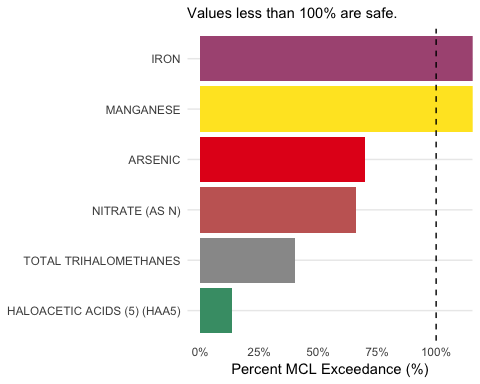 Values less than 100% are safe.
IRON
MANGANESE
ARSENIC
NITRATE (AS N)
TOTAL TRIHALOMETHANES
HALOACETIC ACIDS (5) (HAA5)
0% 25% 50% 75% 100%
Percent MCL Exceedance (%)